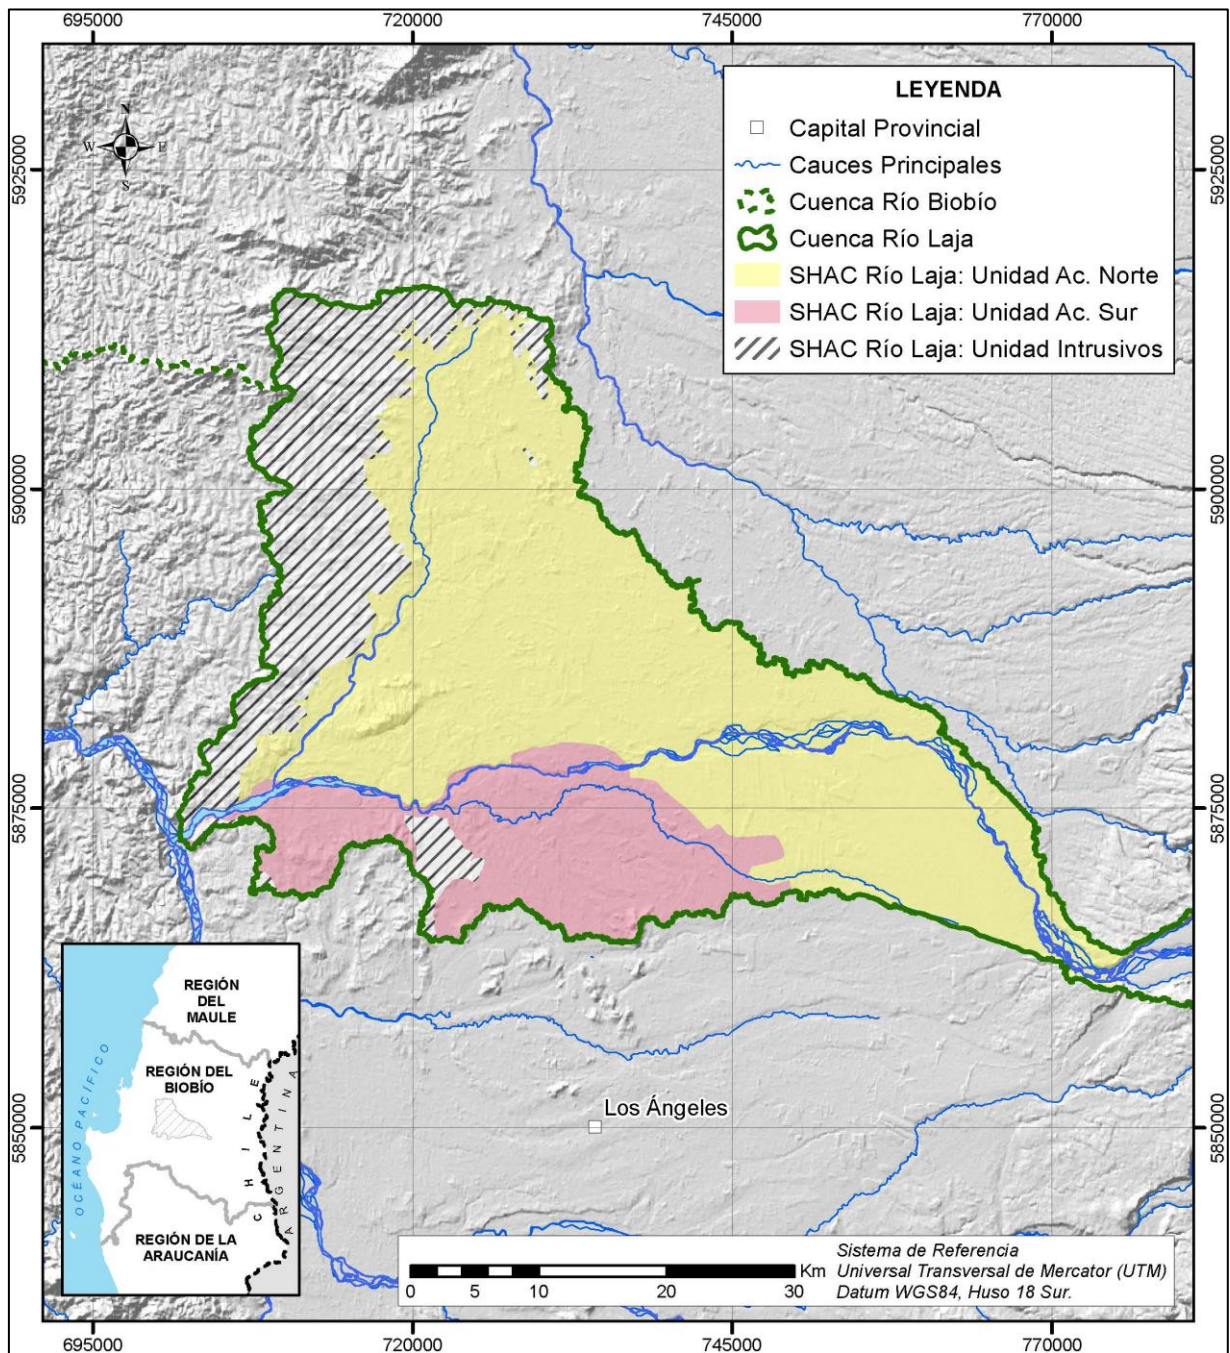 695000
720000
745000
770000
LEYENDA
Capital Provincial
Cauces Principales
Cuenca Río Biobío
Cuenca Río Laja
SHAC Río Laja: Unidad Ac. Norte
SHAC Río Laja: Unidad Ac. Sur
SHAC Río Laja: Unidad Intrusivos
N
W
E
S
5925000
5925000
5900000
5900000
5875000
5875000
5850000
5850000
Los Ángeles
REGIÓN
DEL
MAULE
REGIÓN DEL
BIOBÍO
REGIÓN DE LA
ARAUCANÍA
OCÉANO PACÍFICO
CHILE
ARGENTINA
0 5 10 20 30
Km
Sistema de Referencia
Universal Transversal de Mercator (UTM)
Datum WGS84, Huso 18 Sur.
695000
720000
745000
770000